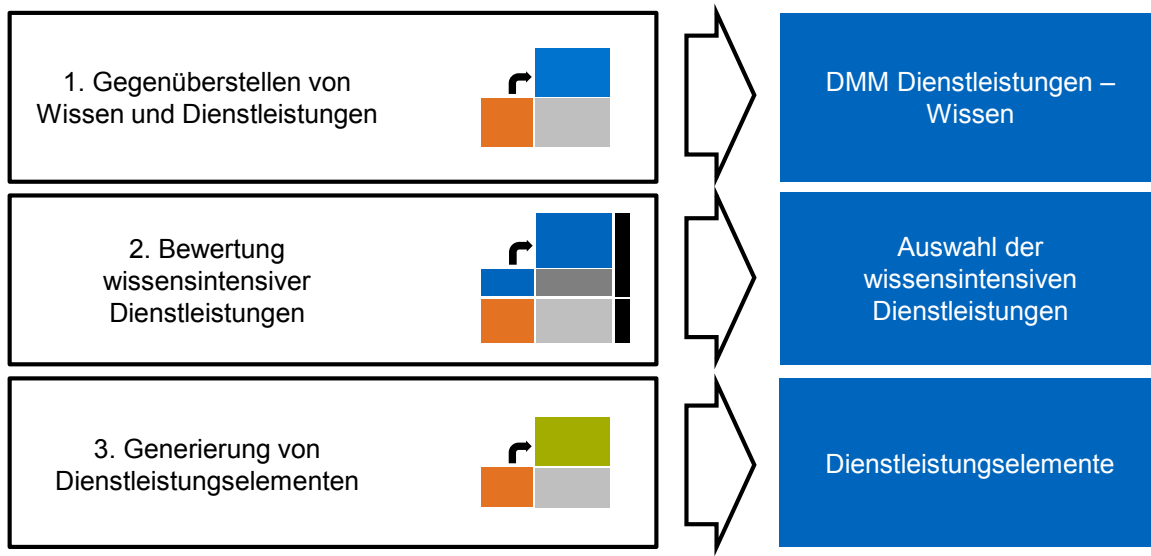 1. Gegenüberstellen von
Wissen und Dienstleistungen
DMM Dienstleistungen –
Wissen
2. Bewertung
wissensintensiver
Dienstleistungen
Auswahl der
wissensintensiven
Dienstleistungen
3. Generierung von
Dienstleistungselementen
Dienstleistungselemente